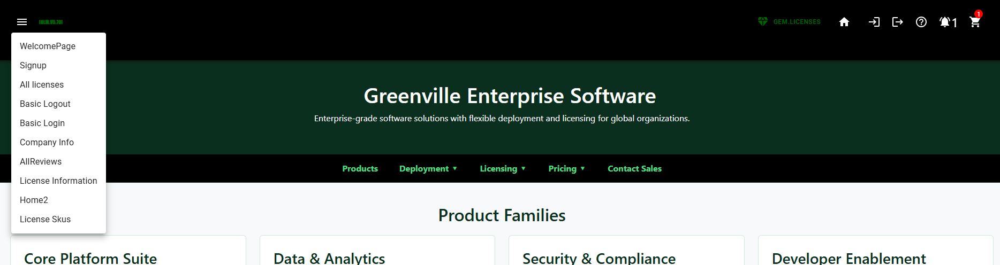 GEM.LICENSES
1
1
WelcomePage
Signup
All licenses
Basic Logout
Basic Login
Company Info
AllReviews
License Information
Home2
License Skus
Greenville Enterprise Software
Enterprise-grade software solutions with flexible deployment and licensing for global organizations.
Products Deployment ▼ Licensing ▼ Pricing ▼ Contact Sales
Product Families
Core Platform Suite
Data & Analytics
Security & Compliance
Developer Enablement